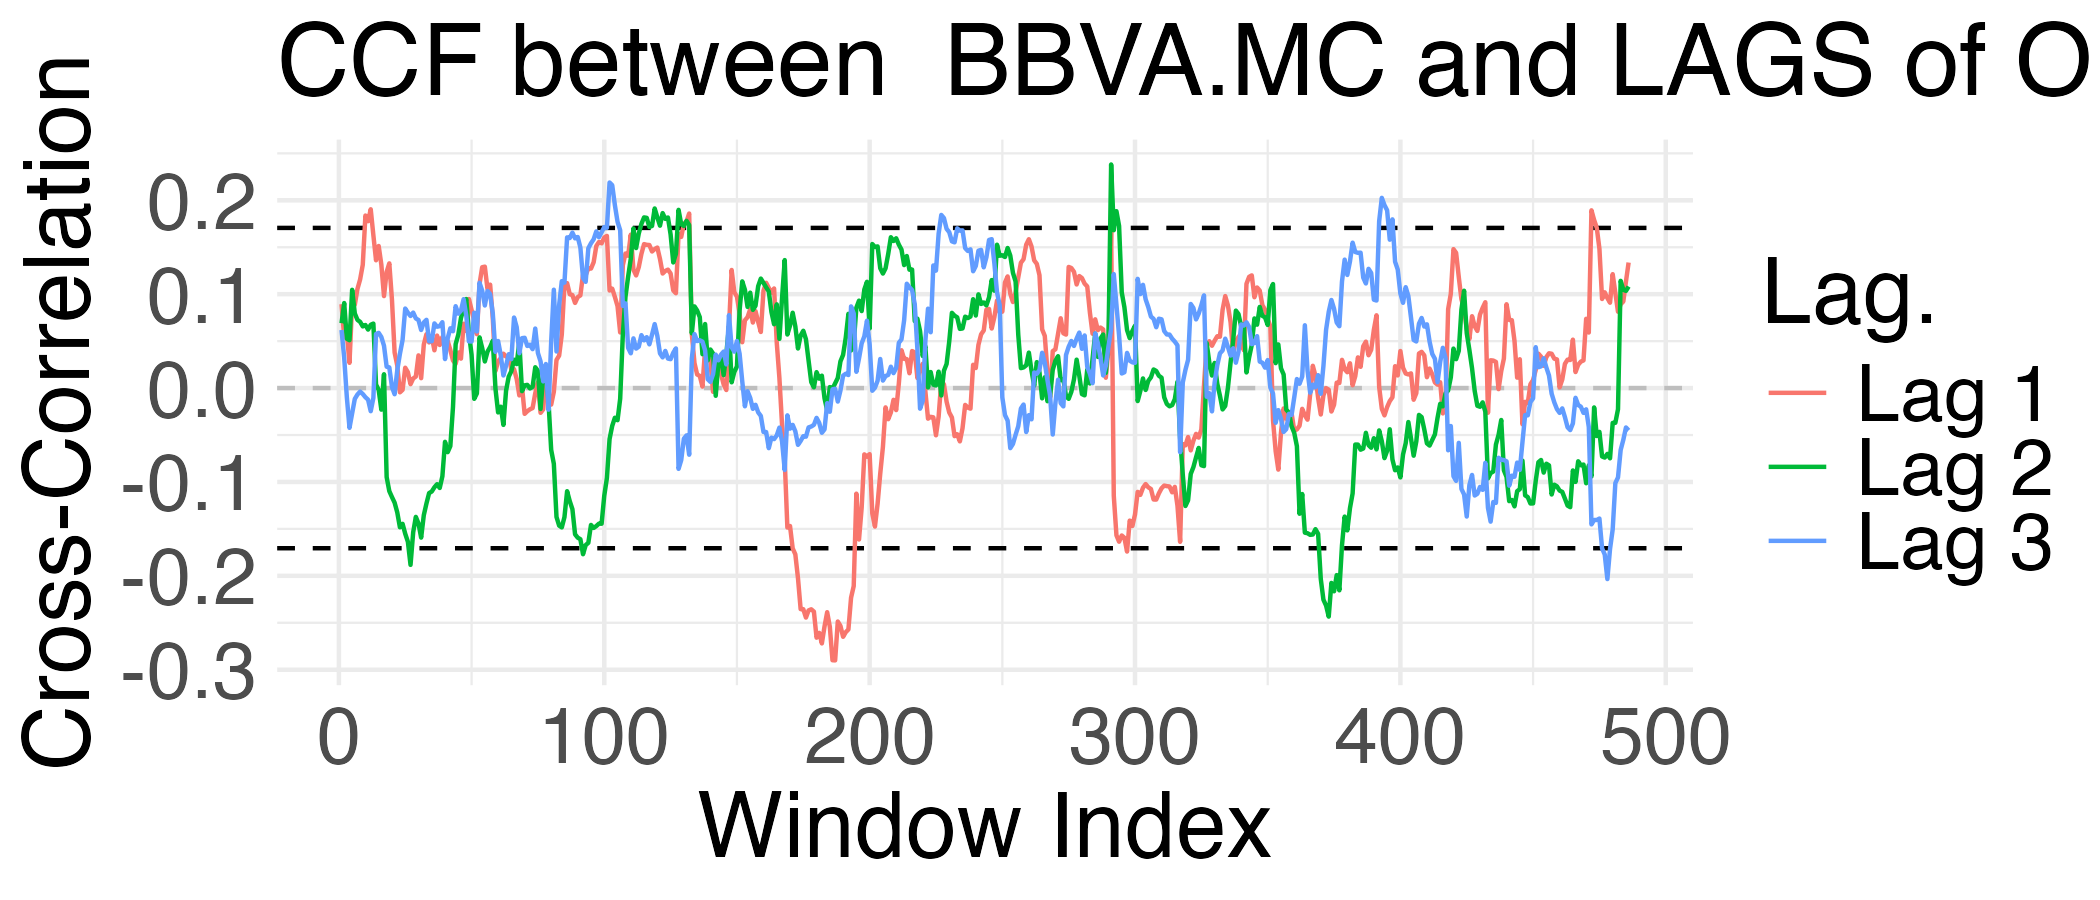 CCF between  BBVA.MC and LAGS of O
Cross-Correlation
0.2
0.1
0.0
-0.1
-0.2
-0.3
0 100 200 300 400 500
Window Index
Lag.
Lag 1
Lag 2
Lag 3